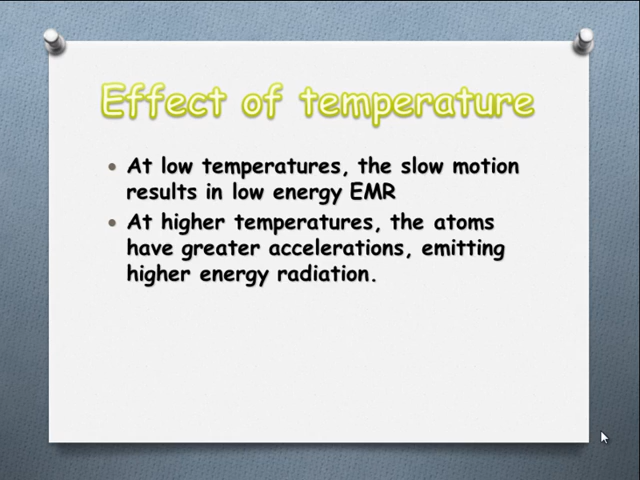 Effect of temperature
• At low temperatures, the slow motion
results in low energy EMR
• At higher temperatures, the atoms
have greater accelerations, emitting
higher energy radiation.